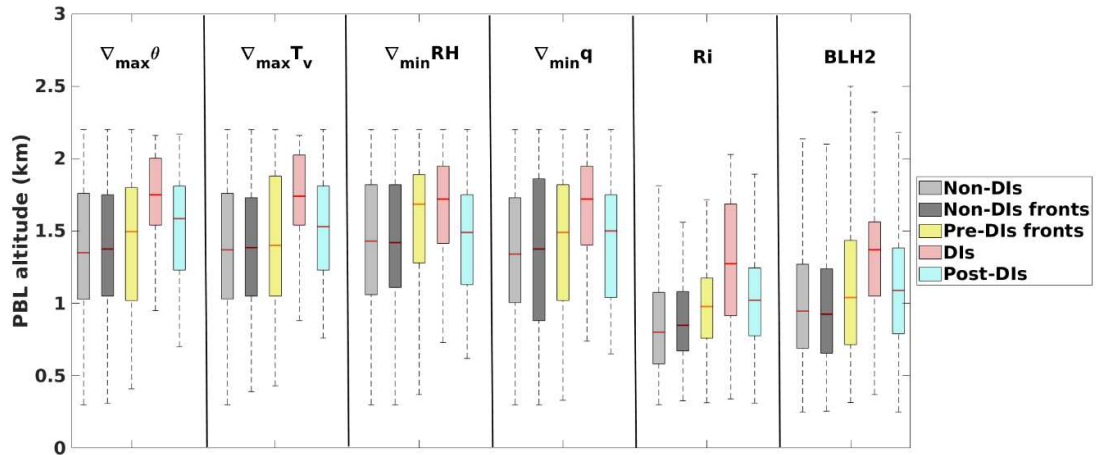 3
2.5
2
1.5
1
0.5
0
PBL altitude (km)
∇maxθ
∇maxTv
∇minRH
∇minq
Ri
BLH2
Non-DIs
Non-DIs fronts
Pre-DIs fronts
DIs
Post-DIs